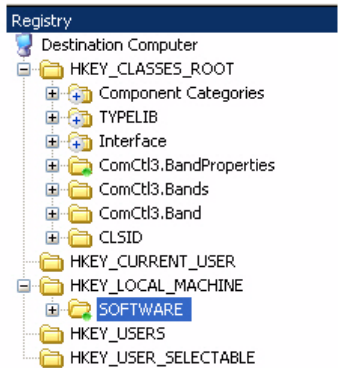 Registry
Destination Computer
HKEY_CLASSES_ROOT
Component Categories
TYPELIB
Interface
ComCtl3.BandProperties
ComCtl3.Bands
ComCtl3.Band
CLSID
HKEY_CURRENT_USER
HKEY_LOCAL_MACHINE
SOFTWARE
HKEY_USERS
HKEY_USER_SELECTABLE